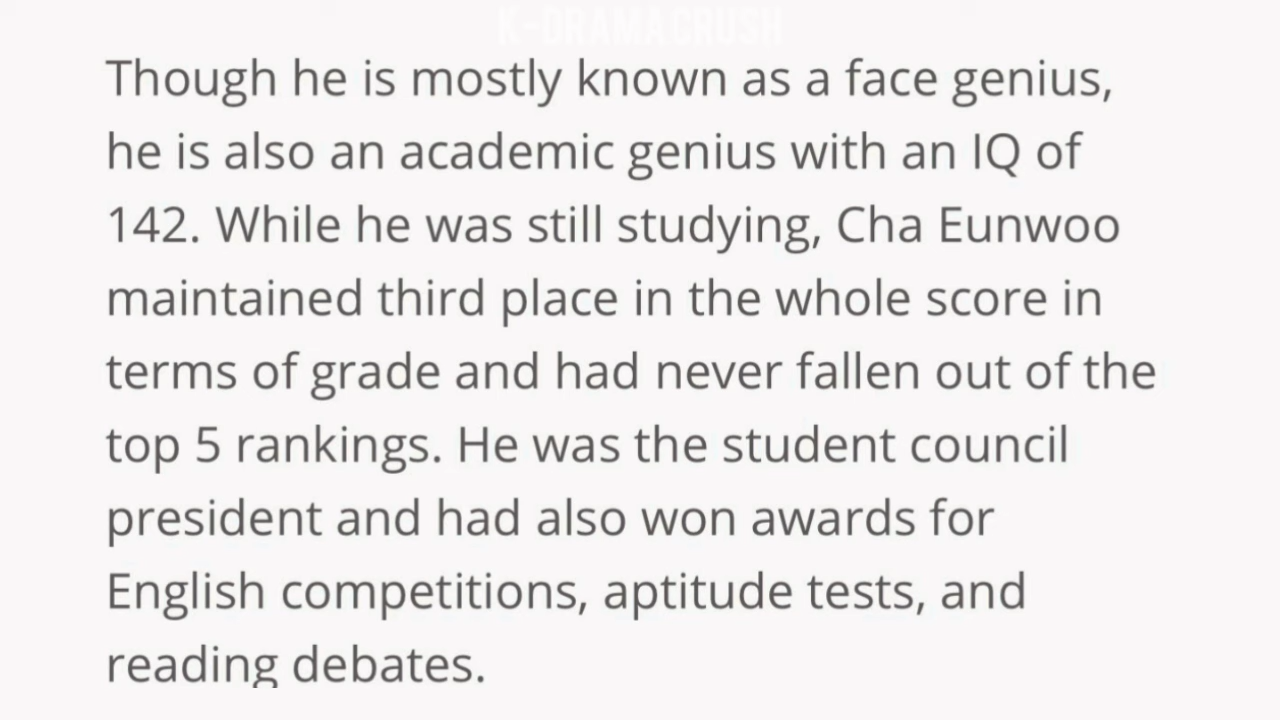 K-DRAMA CRUSH
Though he is mostly known as a face genius,
he is also an academic genius with an IQ of
142. While he was still studying, Cha Eunwoo
maintained third place in the whole score in
terms of grade and had never fallen out of the
top 5 rankings. He was the student council
president and had also won awards for
English competitions, aptitude tests, and
reading debates.